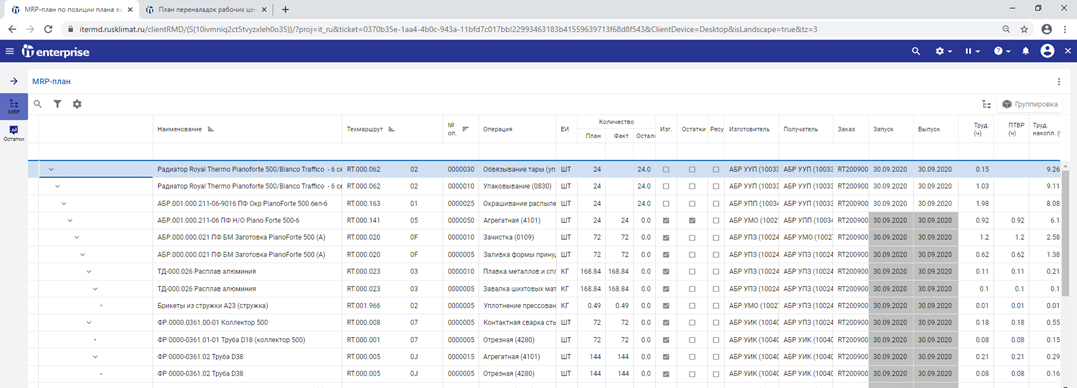 MRP-план по позиции плана в
План переналадок рабочих цен
itermd.rusklimat.ru/clientRMD/(S(10ivmniq2ct5tvyzxleh0o35))/?proj=it_ru&ticket=0370b35e-1aa4-4b0c-943a-11bfd7c017bb!22993463183b41559639713f68d8f543&ClientDevice=Desktop&isLandscape=true&tz=3
it enterprise
MRP-план
MRP
Остатки
Группировка
Наименование Техмаршрут № оп. Операция ЕИ Количество План Факт Остало Изг. Остатки Ресу Изготовитель Получатель Заказ Запуск Выпуск Труд. (ч) ПТВР (ч) Труд. накопл. (
Радиатор Royal Thermo Pianoforte 500/Bianco Traffico - 6 се RT.000.062 02 0000030 Обвязывание тары (уп ШТ 24 24.0 АБР УУП (10033 АБР УУП (10033 RT200900 30.09.2020 30.09.2020 0.15 9.26
Радиатор Royal Thermo Pianoforte 500/Bianco Traffico - 6 се RT.000.062 02 0000010 Упаковывание (0830) ШТ 24 24.0 АБР УУП (10033 АБР УУП (10033 RT200900 30.09.2020 30.09.2020 1.03 9.11
АБР.001.000.211-06-9016 ПФ Окр PianoForte 500 бел-6 RT.000.163 01 0000025 Окрашивание распыле ШТ 24 24.0 АБР УПП (10034 АБР УУП (10033 RT200900 30.09.2020 30.09.2020 1.98 8.08
АБР.001.000.211-06 ПФ Н/О Piano Forte 500-6 RT.000.141 05 0000050 Агрегатная (4101) ШТ 24 24 0.0 АБР УМО (10027 АБР УПП (10034 RT200900 30.09.2020 30.09.2020 0.92 0.92 6.1
АБР.000.000.021 ПФ БМ Заготовка PianoForte 500 (А) RT.000.020 0F 0000010 Зачистка (0109) ШТ 72 72 0.0 АБР УПЗ (10024 АБР УМО (10027 RT200900 30.09.2020 30.09.2020 1.2 1.2 2.58
АБР.000.000.021 ПФ БМ Заготовка PianoForte 500 (А) RT.000.020 0F 0000005 Заливка формы прину ШТ 72 72 0.0 АБР УПЗ (10024 АБР УПЗ (10024 RT200900 30.09.2020 30.09.2020 0.62 0.62 1.38
ТД-000.026 Расплав алюминия RT.000.023 03 0000010 Плавка металлов и спл КГ 168.84 168.84 0.0 АБР УПЗ (10024 АБР УПЗ (10024 RT200900 30.09.2020 30.09.2020 0.11 0.11 0.21
ТД-000.026 Расплав алюминия RT.000.023 03 0000005 Завалка шихтовых мат КГ 168.84 168.84 0.0 АБР УПЗ (10024 АБР УПЗ (10024 RT200900 30.09.2020 30.09.2020 0.1 0.1 0.1
Брикеты из стружки А23 (стружка) RT.001.966 02 0000005 Уплотнение прессован КГ 0.49 0.49 0.0 АБР УМО (10027 АБР УПЗ (10024 RT200900 30.09.2020 30.09.2020 0.01 0.01 0.01
ФР.0000-0361.00-01 Коллектор 500 RT.000.008 07 0000005 Контактная сварка сты ШТ 72 72 0.0 АБР УИК (10040 АБР УПЗ (10024 RT200900 30.09.2020 30.09.2020 0.18 0.18 0.55
ФР 0000-0361.01-01 Труба D18 (коллектор 500) RT.000.001 07 0000005 Отрезная (4280) ШТ 72 72 0.0 АБР УИК (10040 АБР УИК (10040 RT200900 30.09.2020 30.09.2020 0.08 0.08 0.15
ФР 0000-0361.02 Труба D38 RT.000.005 0J 0000015 Агрегатная (4101) ШТ 144 144 0.0 АБР УИК (10040 АБР УИК (10040 RT200900 30.09.2020 30.09.2020 0.21 0.21 0.29
ФР 0000-0361.02 Труба D38 RT.000.005 0J 0000005 Отрезная (4280) ШТ 144 144 0.0 АБР УИК (10040 АБР УИК (10040 RT200900 30.09.2020 30.09.2020 0.08 0.08 0.16